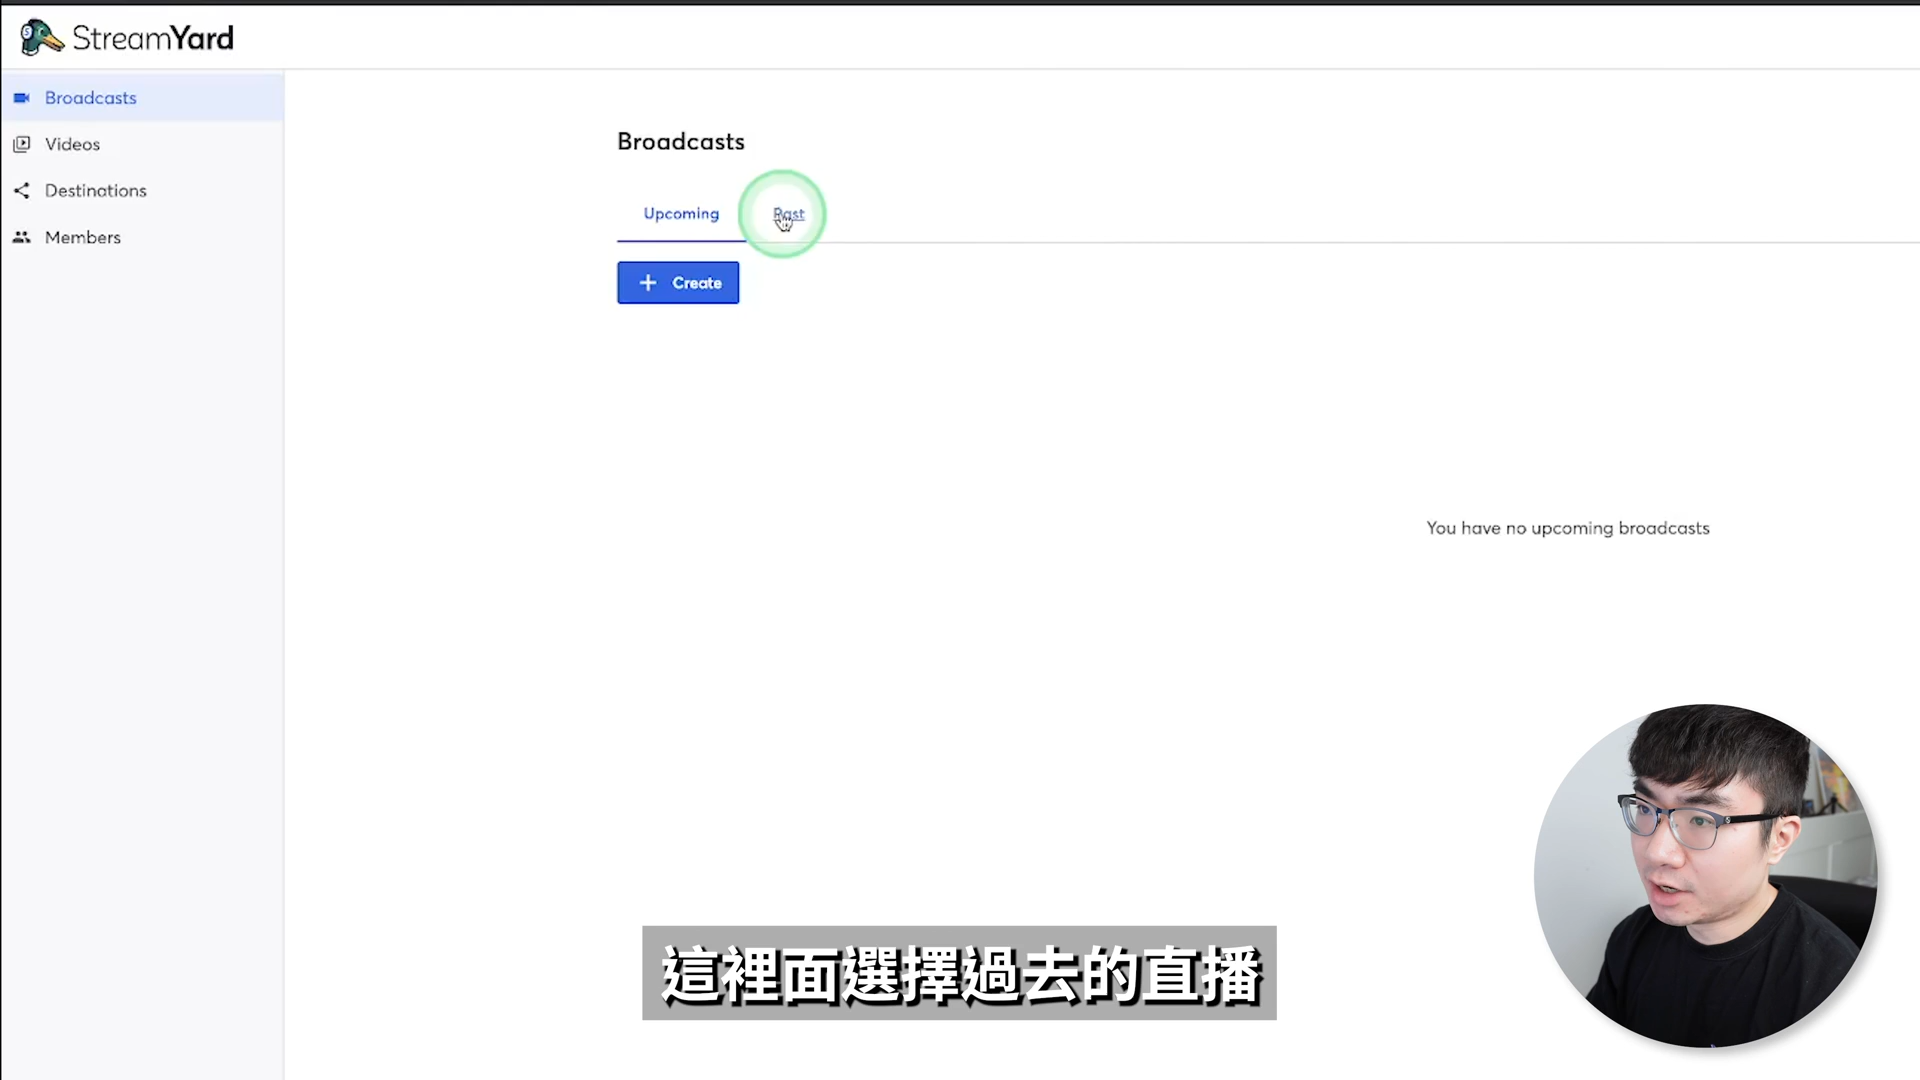 StreamYard
Broadcasts
Videos
Destinations
Members
Broadcasts
Upcoming
Past
+ Create
You have no upcoming broadcasts
這裡面選擇過去的直播